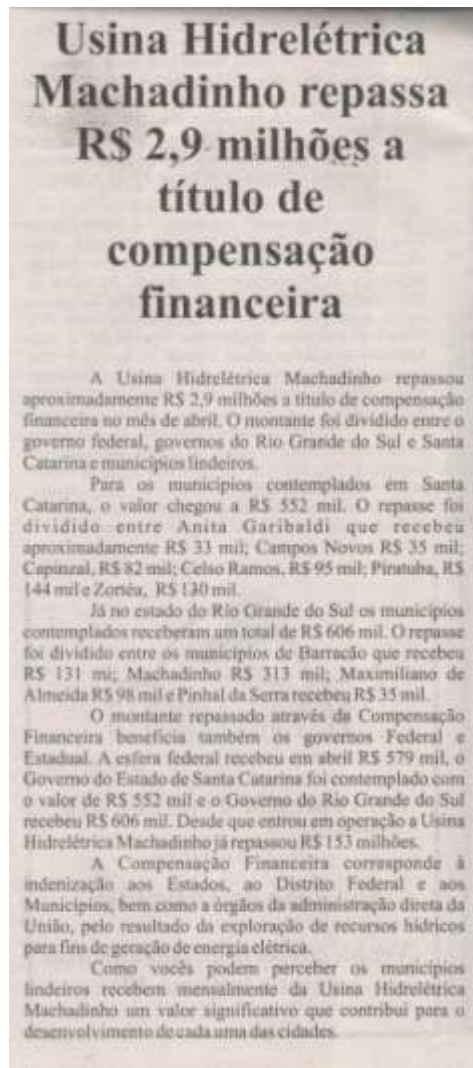 Usina Hidrelétrica
Machadinho repassa
R$ 2,9 milhões a
título de
compensação
financeira
A Usina Hidrelétrica Machadinho repassou
aproximadamente R$ 2,9 milhões a título de compensação
financeira no mês de abril. O montante foi dividido entre o
governo federal, governos do Rio Grande do Sul e Santa
Catarina e municípios lindeiros.
Para os municípios contemplados em Santa
Catarina, o valor chegou a R$ 552 mil. O repasse foi
dividido entre Anita Garibaldi que recebeu
aproximadamente R$ 33 mil; Campos Novos R$ 35 mil;
Capinzal, R$ 82 mil; Celso Ramos, R$ 95 mil; Piratuba, R$
144 mil e Zortéa, R$ 130 mil.
Já no estado do Rio Grande do Sul os municípios
contemplados receberam um total de R$ 606 mil. O repasse
foi dividido entre os municípios de Barracão que recebeu
R$ 131 mi; Machadinho R$ 313 mil; Maximiliano de
Almeida R$ 98 mil e Pinhal da Serra recebeu R$ 35 mil.
O montante repassado através da Compensação
Financeira beneficia também os governos Federal e
Estadual. A esfera federal recebeu em abril R$ 579 mil, o
Governo do Estado de Santa Catarina foi contemplado com
o valor de R$ 552 mil e o Governo do Rio Grande do Sul
recebeu R$ 606 mil. Desde que entrou em operação a Usina
Hidrelétrica Machadinho já repassou R$ 153 milhões.
A Compensação Financeira corresponde à
indenização aos Estados, ao Distrito Federal e aos
Municípios, bem como a órgãos da administração direta da
União, pelo resultado da exploração de recursos hídricos
para fins de geração de energia elétrica.
Como vocês podem perceber os municípios
lindeiros recebem mensalmente da Usina Hidrelétrica
Machadinho um valor significativo que contribui para o
desenvolvimento de cada uma das cidades.